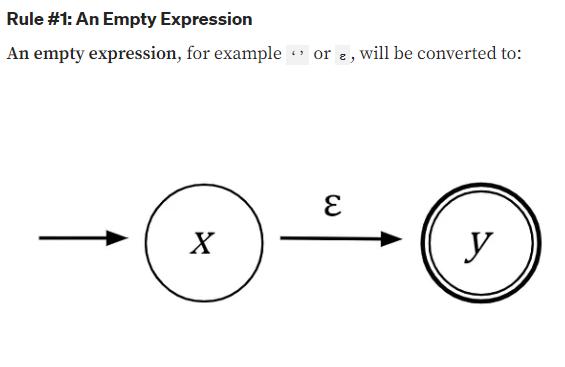 Rule #1: An Empty Expression
An empty expression, for example ‘’ or ε, will be converted to:
ε
x
y